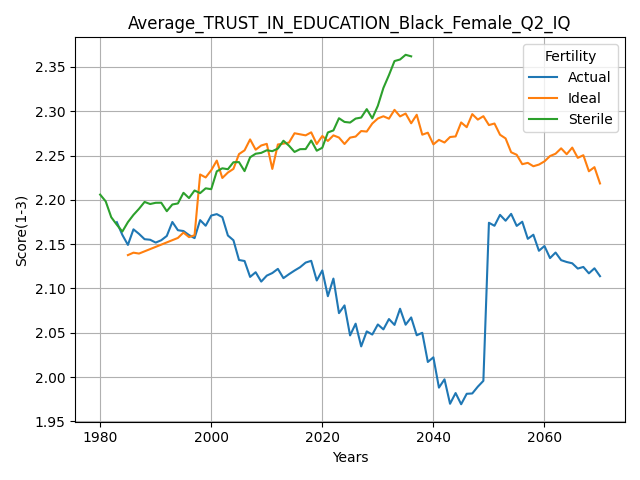 Average_TRUST_IN_EDUCATION_Black_Female_Q2_IQ
Fertility
Actual
Ideal
Sterile
Score(1-3)
2.35
2.30
2.25
2.20
2.15
2.10
2.05
2.00
1.95
1980
2000
2020
2040
2060
Years